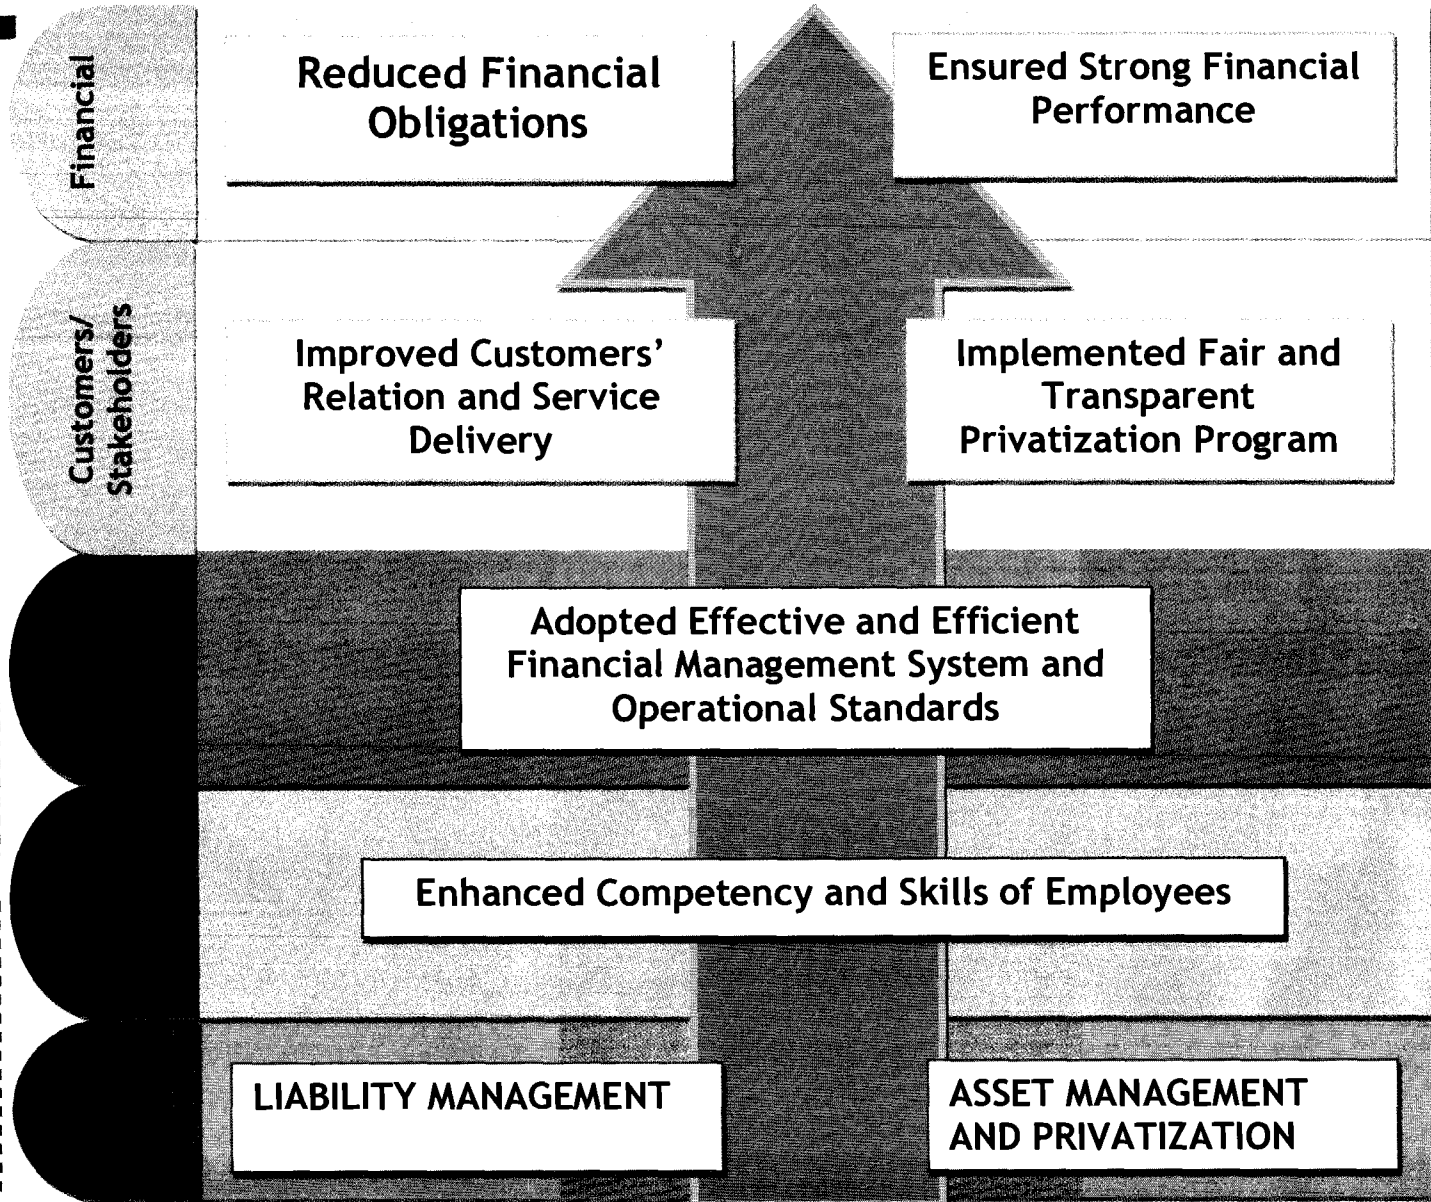 Financial
Reduced Financial
Obligations
Ensured Strong Financial
Performance
Customers/
Stakeholders
Improved Customers’
Relation and Service
Delivery
Implemented Fair and
Transparent
Privatization Program
Adopted Effective and Efficient
Financial Management System and
Operational Standards
Enhanced Competency and Skills of Employees
LIABILITY MANAGEMENT
ASSET MANAGEMENT
AND PRIVATIZATION